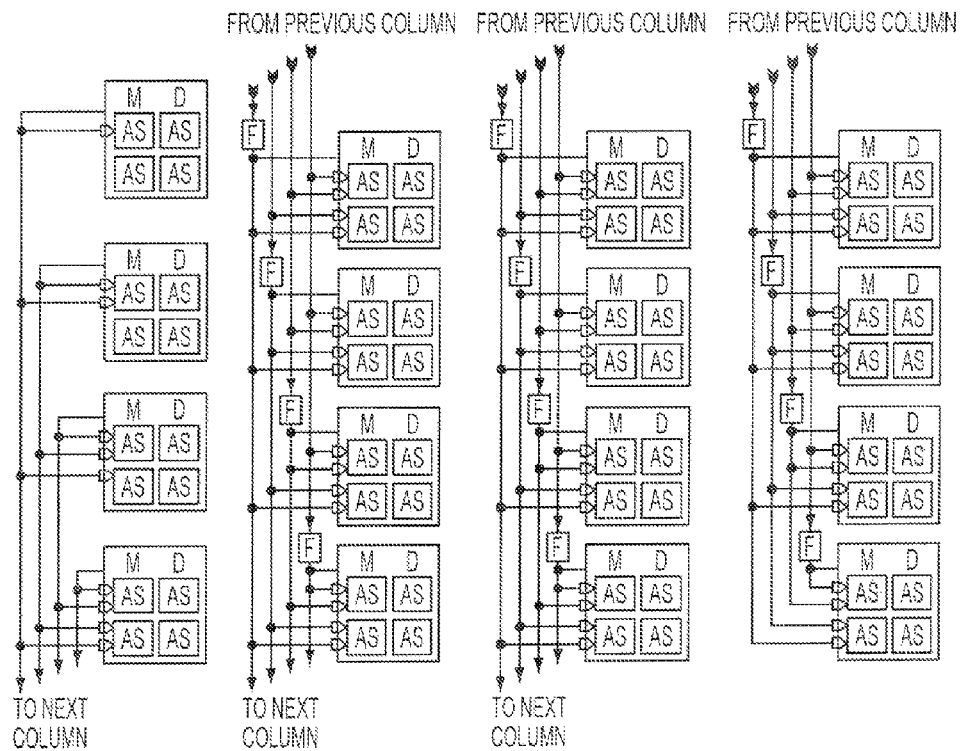 FROM PREVIOUS COLUMN FROM PREVIOUS COLUMN FROM PREVIOUS COLUMN
M D
AS AS
AS AS
M D
AS AS
AS AS
M D
AS AS
AS AS
M D
AS AS
AS AS
TO NEXT
COLUMN
F
M D
AS AS
AS AS
F
M D
AS AS
AS AS
F
M D
AS AS
AS AS
F
M D
AS AS
AS AS
TO NEXT
COLUMN
F
M D
AS AS
AS AS
F
M D
AS AS
AS AS
F
M D
AS AS
AS AS
F
M D
AS AS
AS AS
TO NEXT
COLUMN
F
M D
AS AS
AS AS
F
M D
AS AS
AS AS
F
M D
AS AS
AS AS
F
M D
AS AS
AS AS